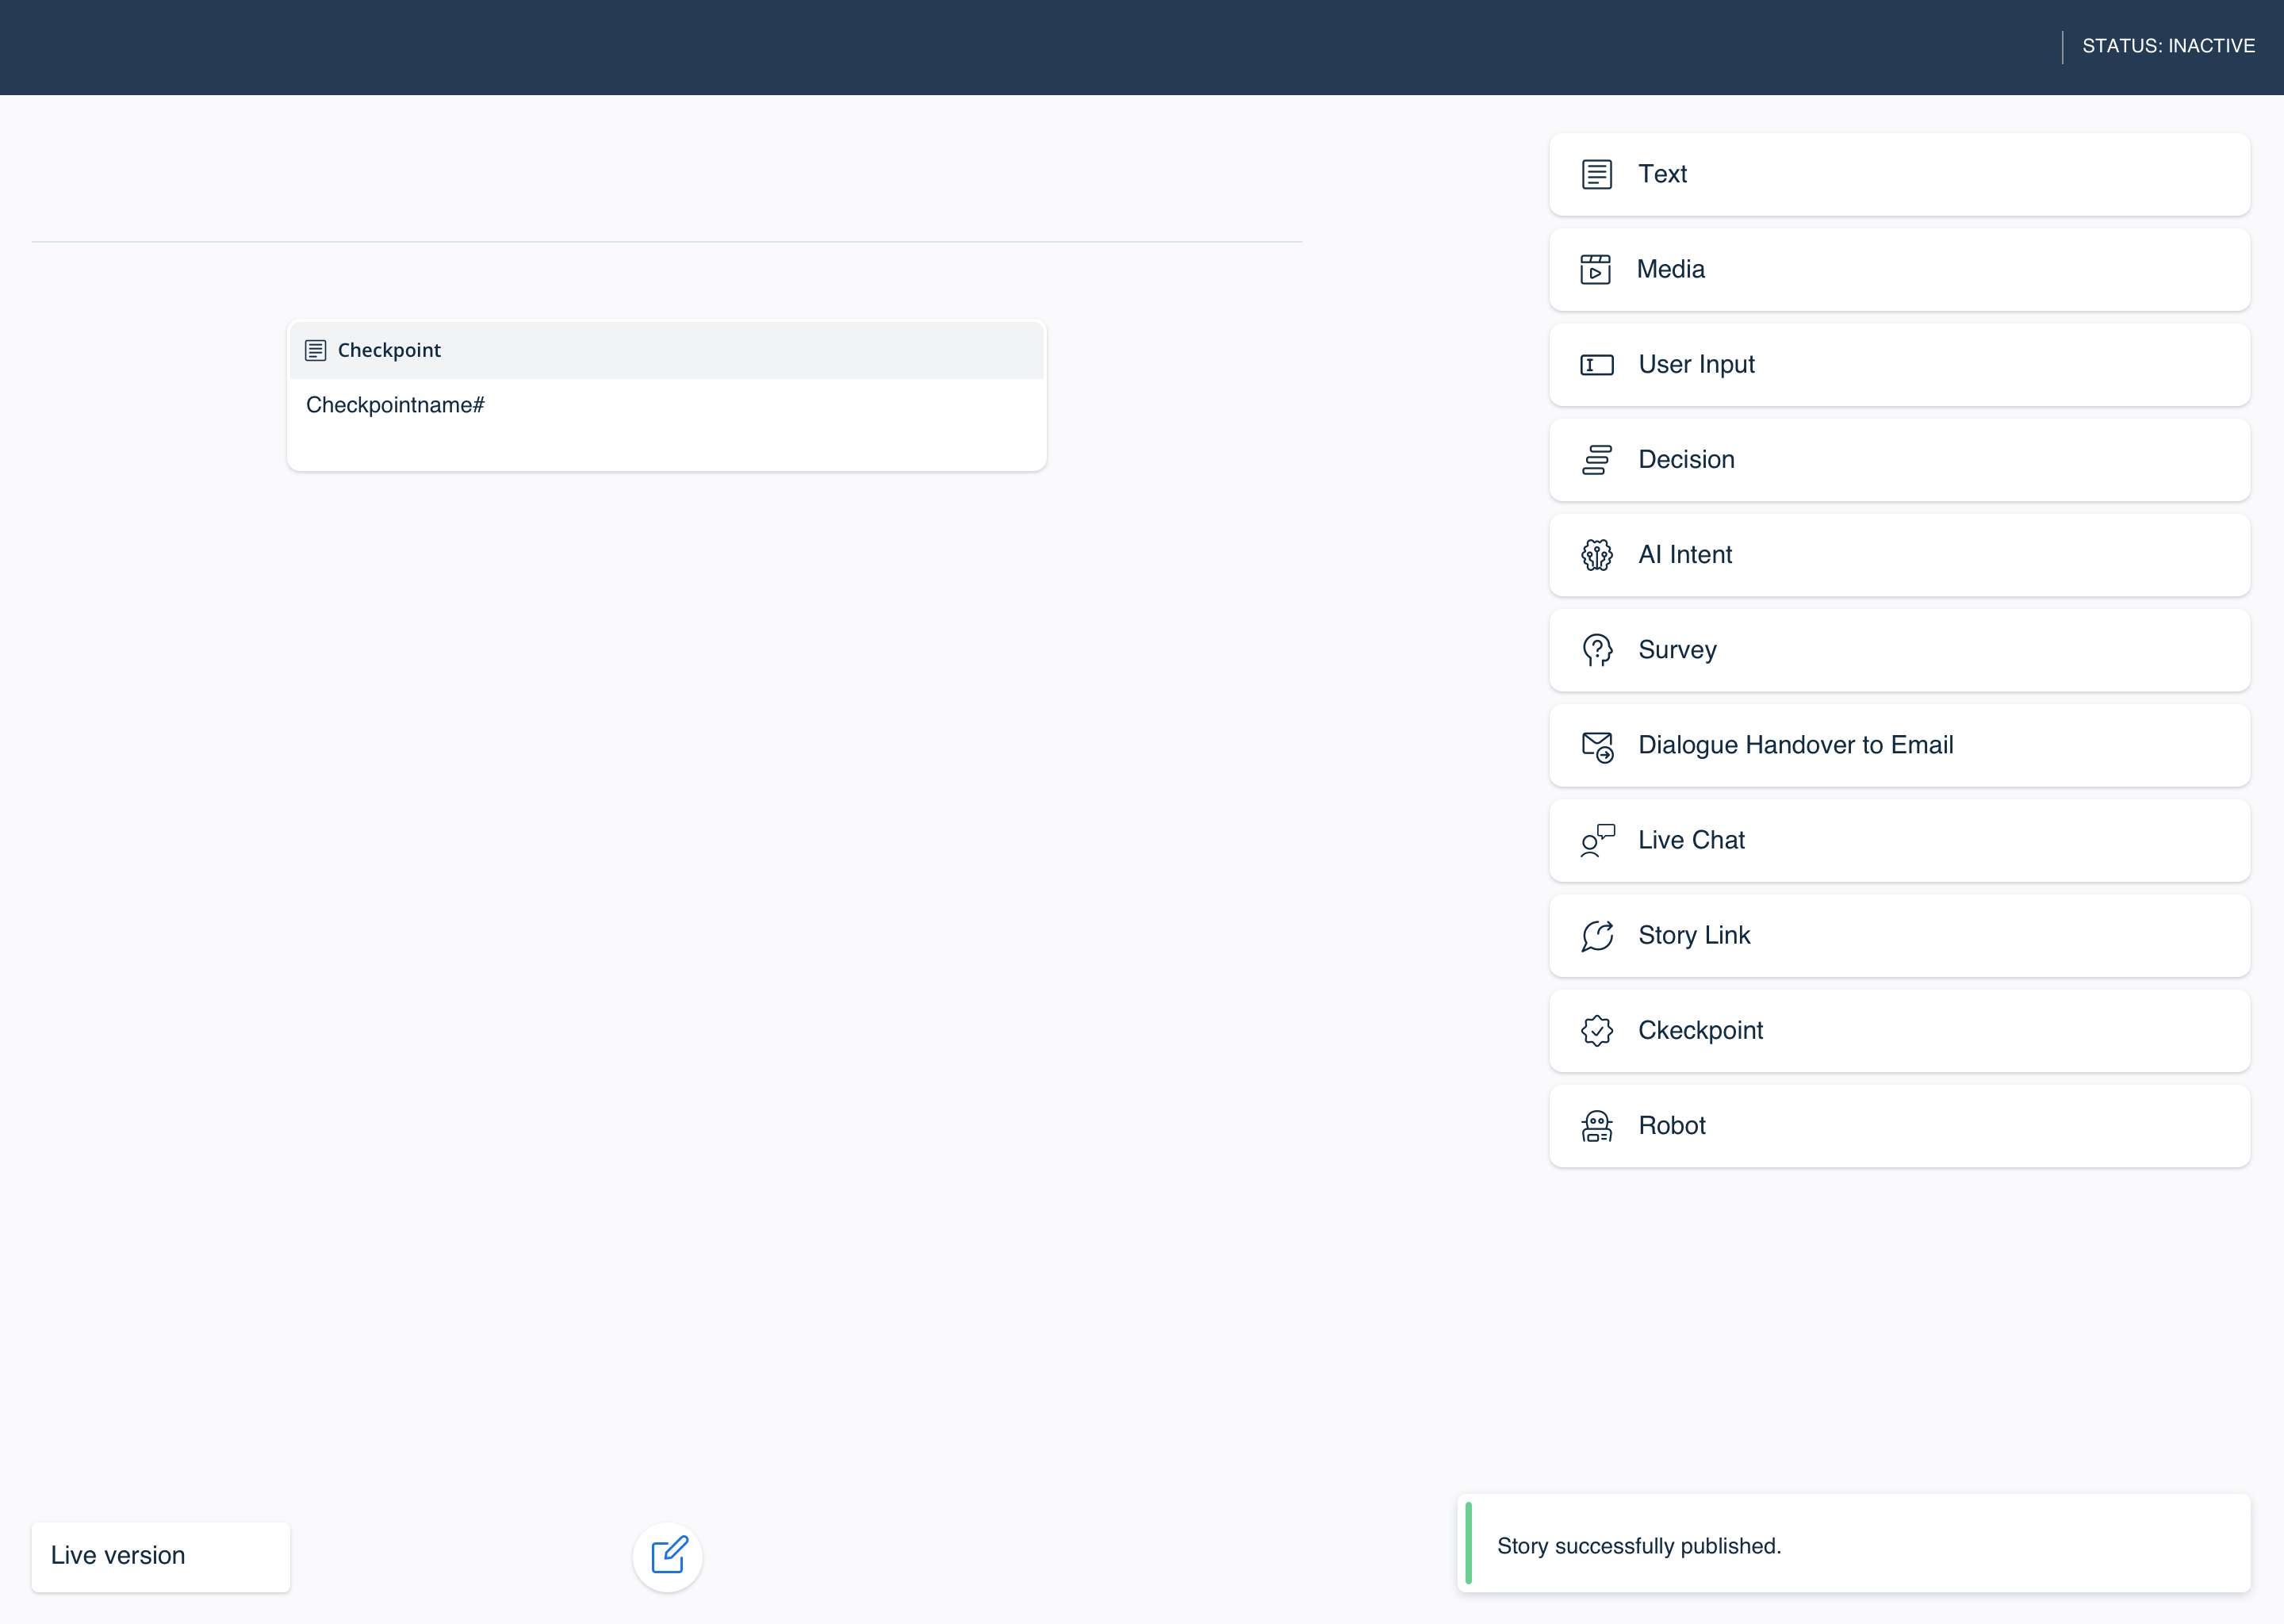 STATUS: INACTIVE
Text
Media
Checkpoint
User Input
Checkpointname#
Decision
AI Intent
Survey
Dialogue Handover to Email
Live Chat
Story Link
Ckeckpoint
Robot
Live version
Story successfully published.